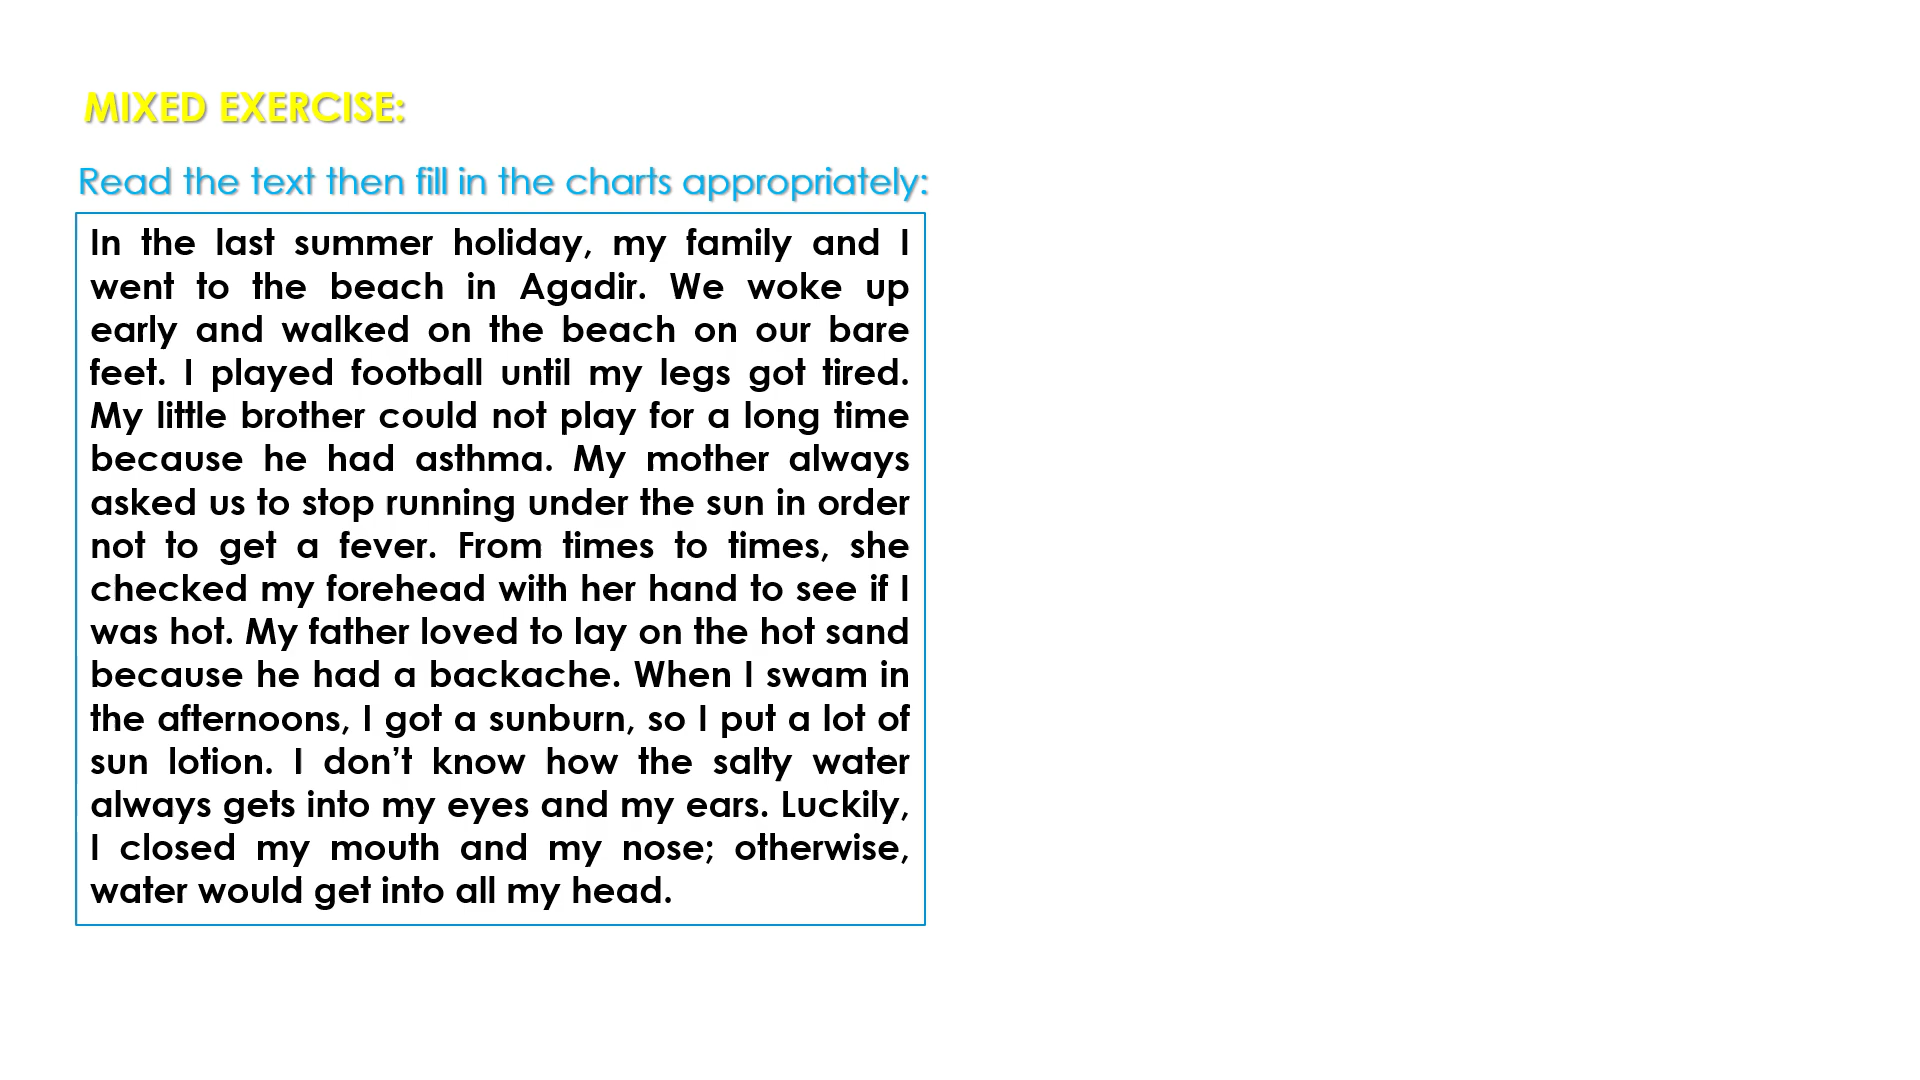 MIXED EXERCISE:
Read the text then fill in the charts appropriately:
In the last summer holiday, my family and I
went to the beach in Agadir. We woke up
early and walked on the beach on our bare
feet. I played football until my legs got tired.
My little brother could not play for a long time
because he had asthma. My mother always
asked us to stop running under the sun in order
not to get a fever. From times to times, she
checked my forehead with her hand to see if I
was hot. My father loved to lay on the hot sand
because he had a backache. When I swam in
the afternoons, I got a sunburn, so I put a lot of
sun lotion. I don’t know how the salty water
always gets into my eyes and my ears. Luckily,
I closed my mouth and my nose; otherwise,
water would get into all my head.